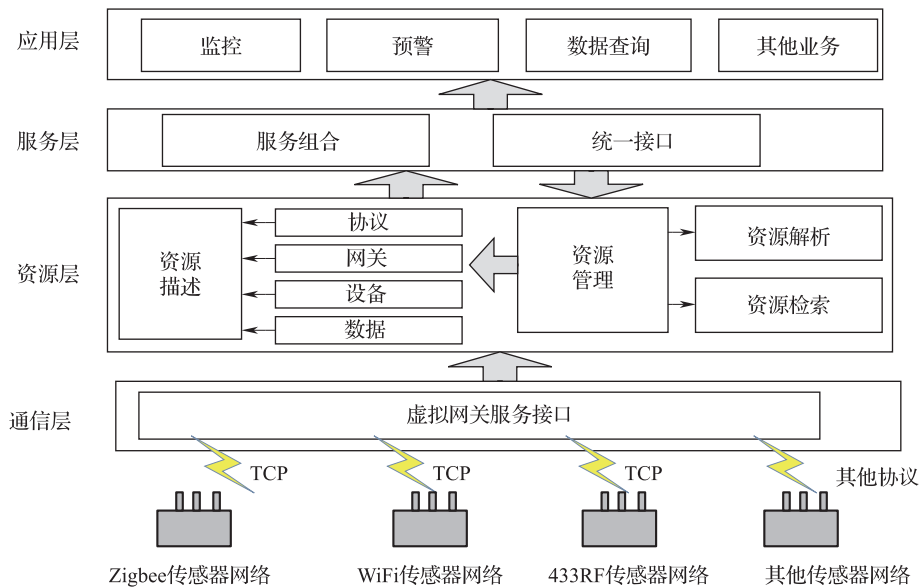 应用层
监控
预警
数据查询
其他业务
服务层
服务组合
统一接口
资源层
资源
描述
协议
网关
设备
数据
资源
管理
资源解析
资源检索
通信层
虚拟网关服务接口
TCP
TCP
TCP
其他协议
Zigbee传感器网络
WiFi传感器网络
433RF传感器网络
其他传感器网络